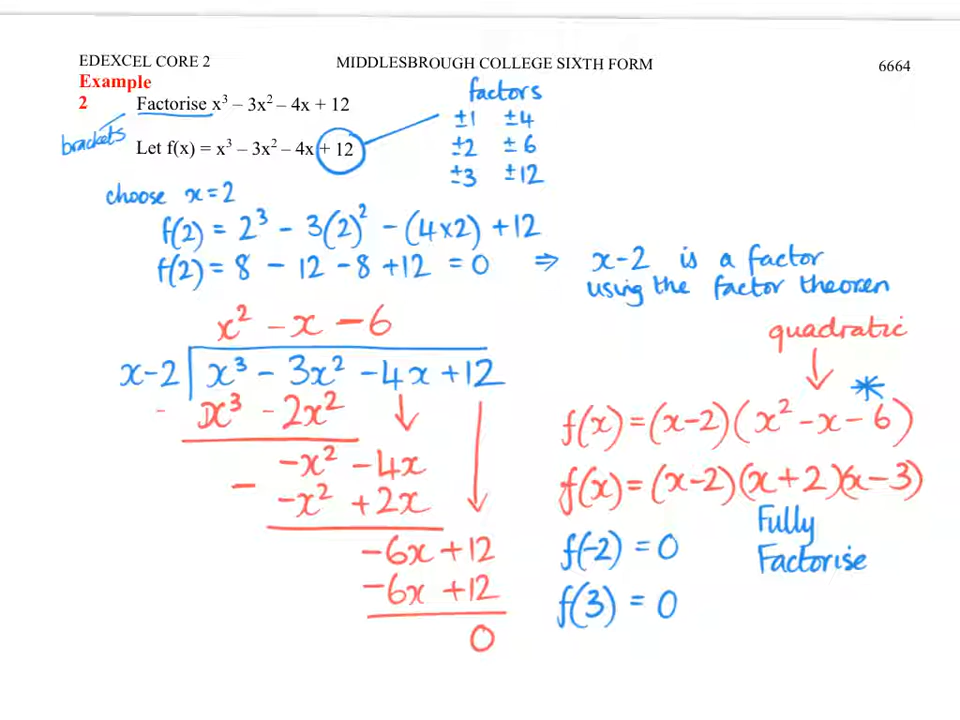 EDEXCEL CORE 2 MIDDLESBROUGH COLLEGE SIXTH FORM 6664
Example
2 Factorise x³ – 3x² – 4x + 12
brackets
Let f(x) = x³ – 3x² – 4x + 12
factors
±1 ±4
±2 ±6
±3 ±12
choose x=2
f(2) = 2³ - 3(2)² - (4×2) + 12
f(2) = 8 - 12 - 8 + 12 = 0 ⇒ x-2 is a factor
using the factor theorem
x² - x - 6
x-2 x³ - 3x² - 4x + 12
- x³ - 2x²
-x² - 4x
- -x² + 2x
-6x + 12
-6x + 12
0
quadratic
*
f(x) = (x-2)(x² - x - 6)
f(x) = (x-2)(x+2)(x-3)
Fully
Factorise
f(-2) = 0
f(3) = 0